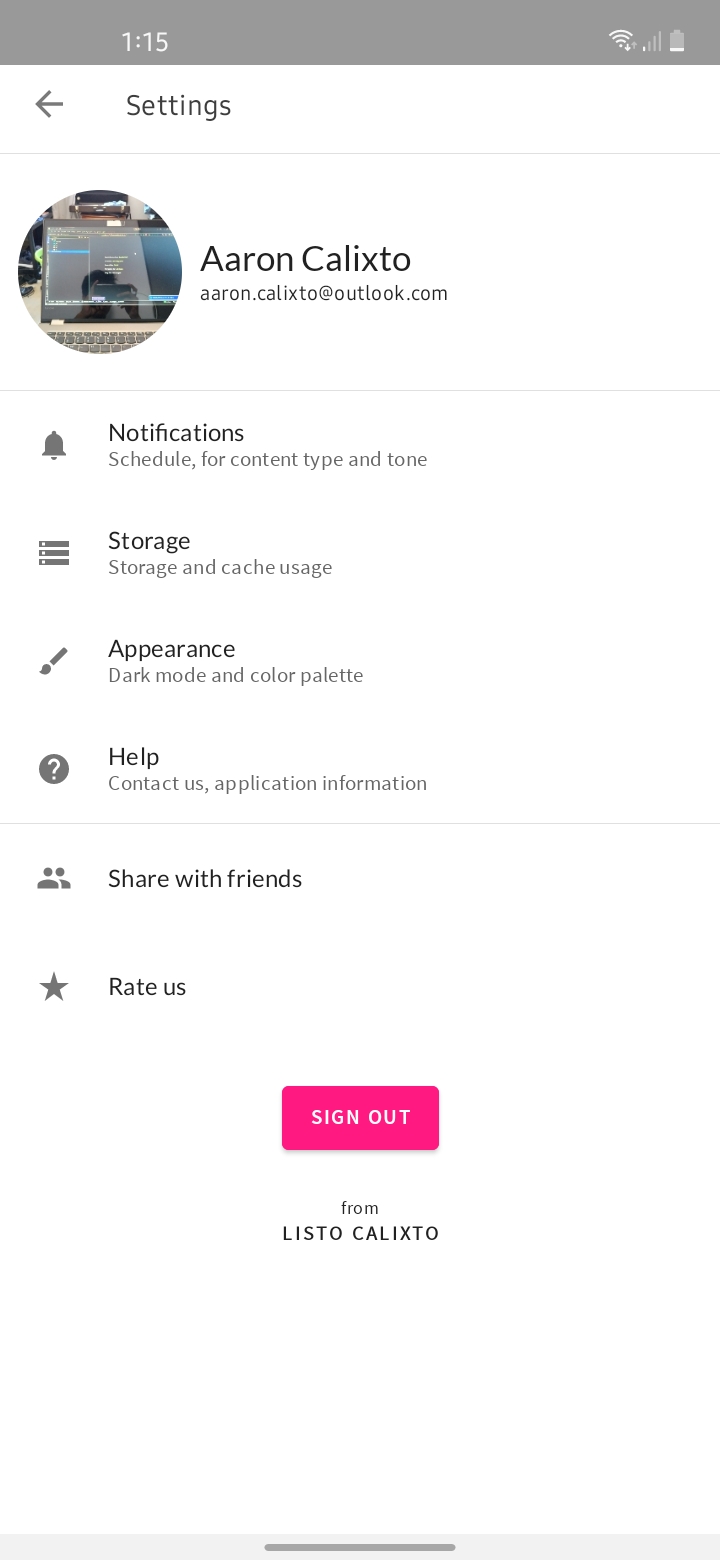 1:15
Settings
Aaron Calixto
aaron.calixto@outlook.com
Notifications
Schedule, for content type and tone
Storage
Storage and cache usage
Appearance
Dark mode and color palette
Help
Contact us, application information
Share with friends
Rate us
SIGN OUT
from
LISTO CALIXTO